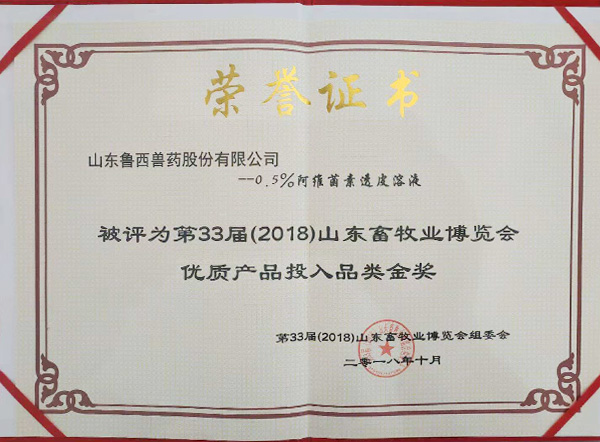 荣誉证书
山东鲁西兽药股份有限公司
--0.5%阿维菌素透皮溶液
被评为第33届(2018)山东畜牧业博览会
优质产品投入品类金奖
第33届(2018)山东畜牧业博览会组委会
二零一八年十月